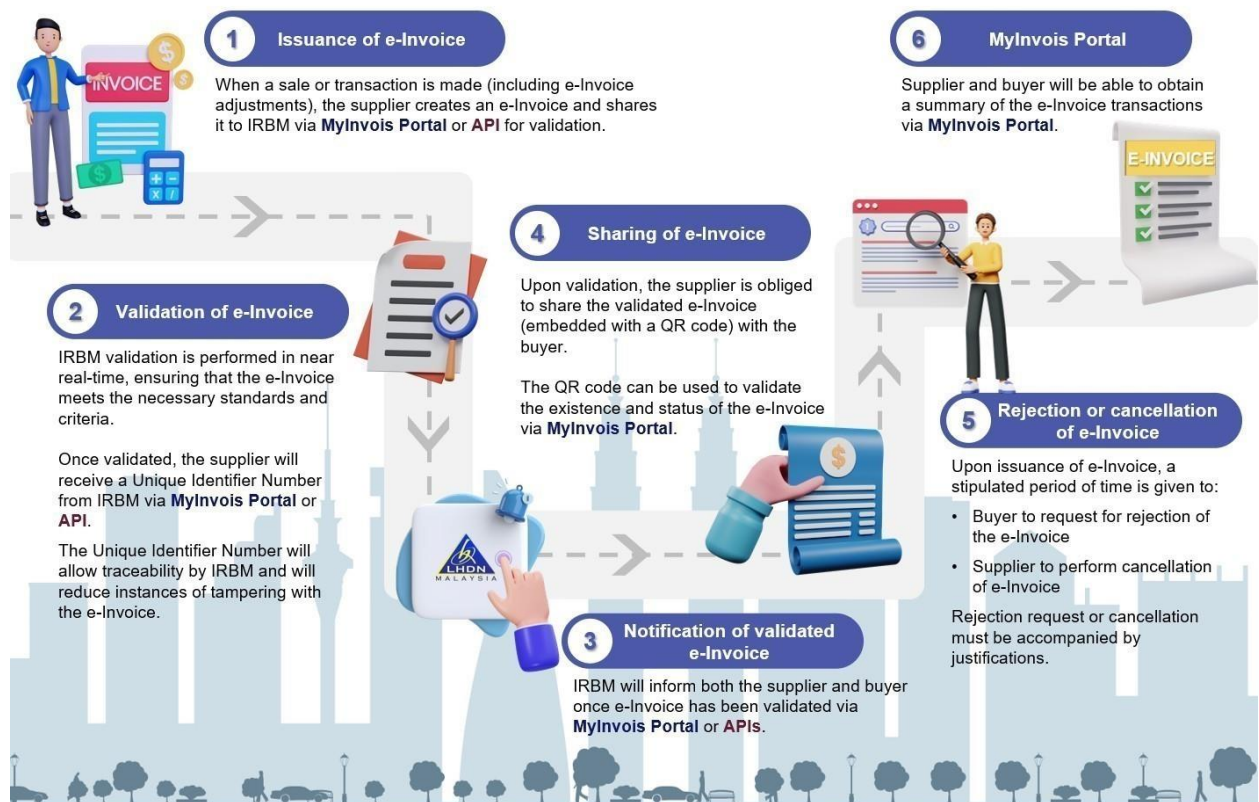 1
Issuance of e-Invoice
When a sale or transaction is made (including e-Invoice
adjustments), the supplier creates an e-Invoice and shares
it to IRBM via MyInvois Portal or API for validation.
INVOICE
2
Validation of e-Invoice
IRBM validation is performed in near
real-time, ensuring that the e-Invoice
meets the necessary standards and
criteria.
Once validated, the supplier will
receive a Unique Identifier Number
from IRBM via MyInvois Portal or
API.
The Unique Identifier Number will
allow traceability by IRBM and will
reduce instances of tampering with
the e-Invoice.
LHDN
MALAYSIA
3
Notification of validated
e-Invoice
IRBM will inform both the supplier and buyer
once e-Invoice has been validated via
MyInvois Portal or APIs.
4
Sharing of e-Invoice
Upon validation, the supplier is obliged
to share the validated e-Invoice
(embedded with a QR code) with the
buyer.
The QR code can be used to validate
the existence and status of the e-Invoice
via MyInvois Portal.
$
5
Rejection or cancellation
of e-Invoice
Upon issuance of e-Invoice, a
stipulated period of time is given to:
• Buyer to request for rejection of
the e-Invoice
• Supplier to perform cancellation
of e-Invoice
Rejection request or cancellation
must be accompanied by
justifications.
6
MyInvois Portal
Supplier and buyer will be able to obtain
a summary of the e-Invoice transactions
via MyInvois Portal.
E-INVOICE